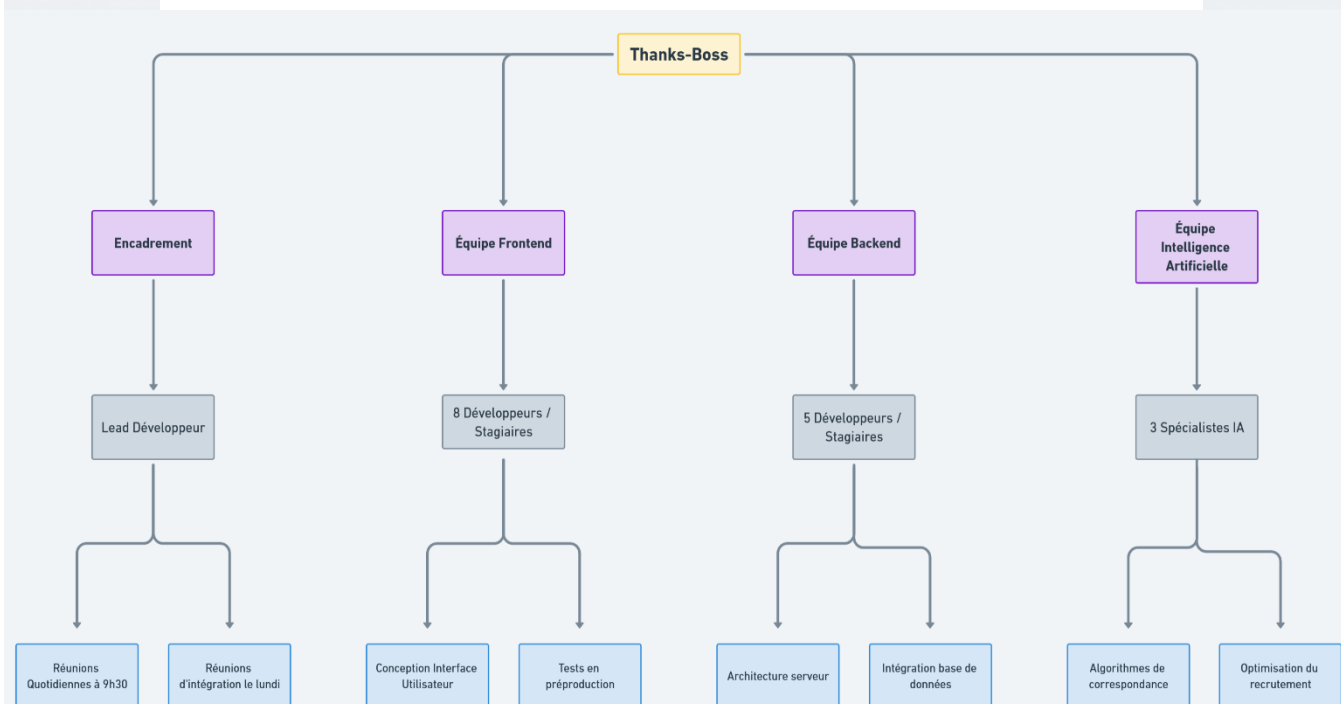 Thanks-Boss
Encadrement
Équipe Frontend
Équipe Backend
Équipe
Intelligence
Artificielle
Lead Développeur
8 Développeurs /
Stagiaires
5 Développeurs /
Stagiaires
3 Spécialistes IA
Réunions
Quotidiennes à 9h30
Réunions
d'intégration le lundi
Conception Interface
Utilisateur
Tests en
préproduction
Architecture serveur
Intégration base de
données
Algorithmes de
correspondance
Optimisation du
recrutement